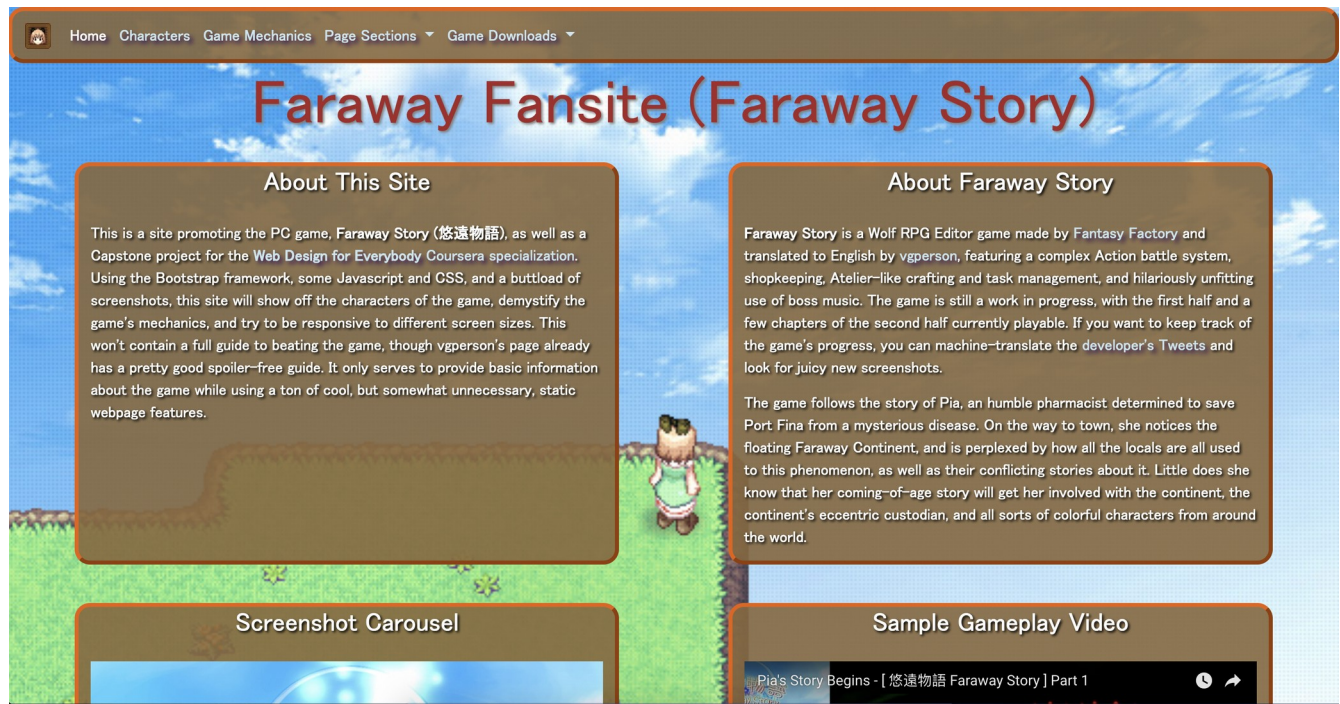 Home Characters Game Mechanics Page Sections Game Downloads
Faraway Fansite (Faraway Story)
About This Site
This is a site promoting the PC game, Faraway Story (悠遠物語), as well as a
Capstone project for the Web Design for Everybody Coursera specialization.
Using the Bootstrap framework, some Javascript and CSS, and a buttload of
screenshots, this site will show off the characters of the game, demystify the
game's mechanics, and try to be responsive to different screen sizes. This
won't contain a full guide to beating the game, though vgperson's page already
has a pretty good spoiler-free guide. It only serves to provide basic information
about the game while using a ton of cool, but somewhat unnecessary, static
webpage features.
About Faraway Story
Faraway Story is a Wolf RPG Editor game made by Fantasy Factory and
translated to English by vgperson, featuring a complex Action battle system,
shopkeeping, Atelier-like crafting and task management, and hilariously unfitting
use of boss music. The game is still a work in progress, with the first half and a
few chapters of the second half currently playable. If you want to keep track of
the game's progress, you can machine-translate the developer's Tweets and
look for juicy new screenshots.
The game follows the story of Pia, an humble pharmacist determined to save
Port Fina from a mysterious disease. On the way to town, she notices the
floating Faraway Continent, and is perplexed by how all the locals are all used
to this phenomenon, as well as their conflicting stories about it. Little does she
know that her coming-of-age story will get her involved with the continent, the
continent's eccentric custodian, and all sorts of colorful characters from around
the world.
Screenshot Carousel
Sample Gameplay Video
Pia's Story Begins - [ 悠遠物語 Faraway Story ] Part 1